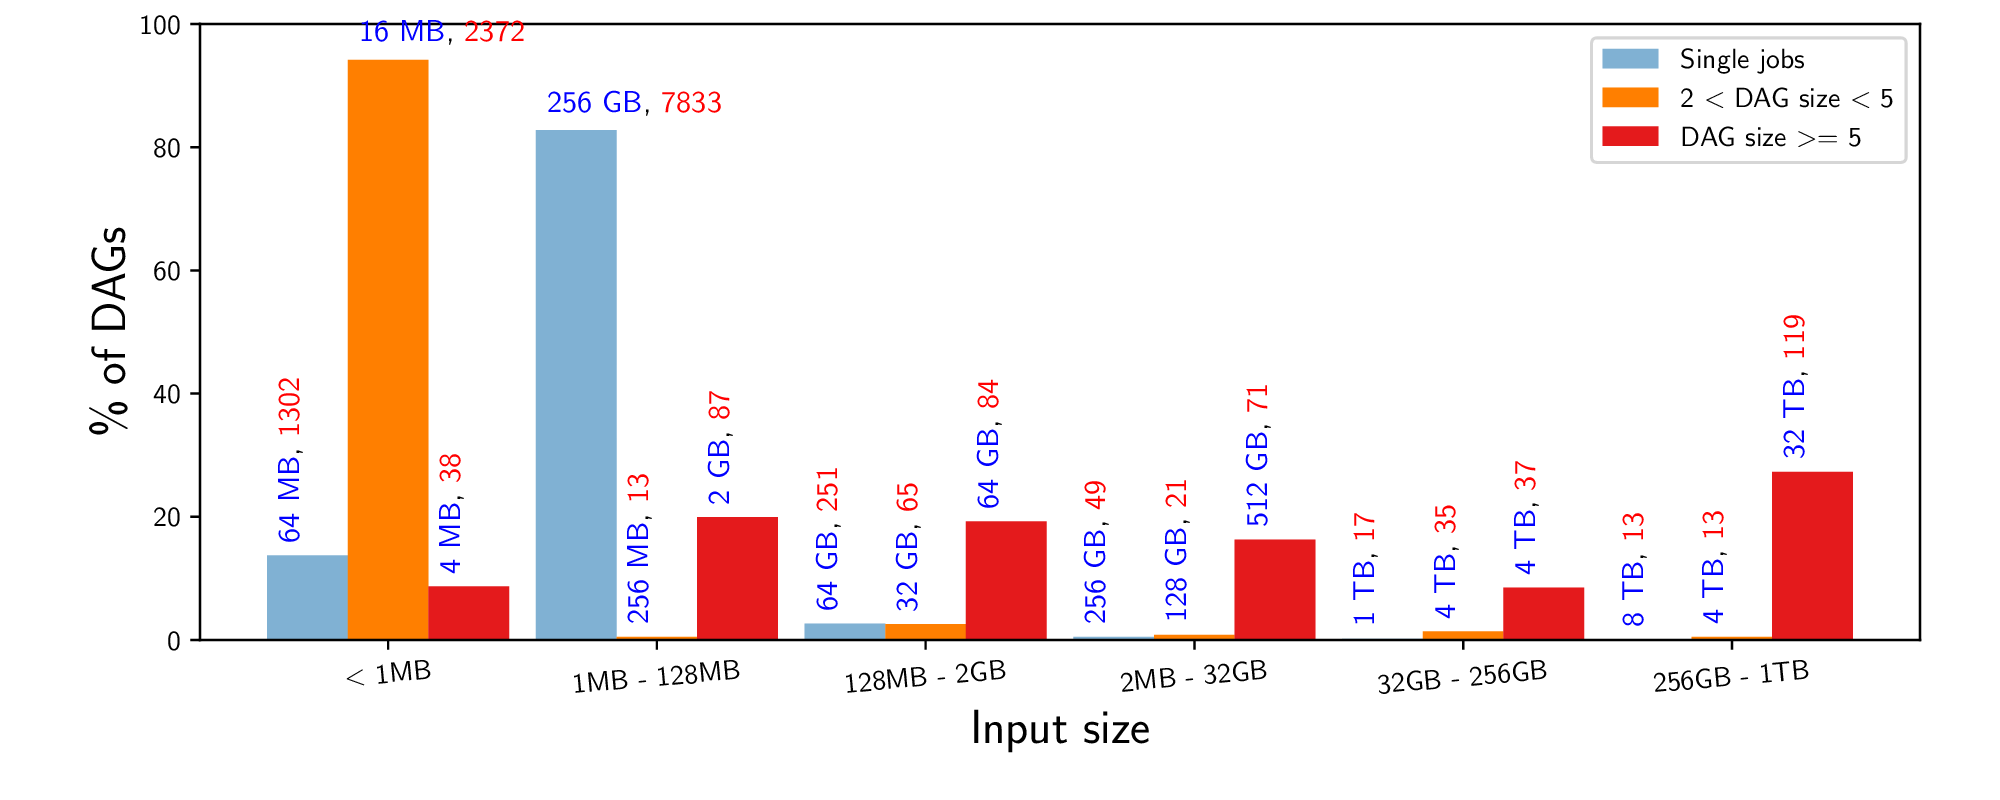 % of DAGs
100
80
60
40
20
0
64 MB, 1302
16 MB, 2372
4 MB, 38
256 GB, 7833
256 MB, 13
2 GB, 87
64 GB, 251
32 GB, 65
64 GB, 84
256 GB, 49
128 GB, 21
512 GB, 71
1 TB, 17
4 TB, 35
4 TB, 37
8 TB, 13
4 TB, 13
32 TB, 119
Single jobs
2 < DAG size < 5
DAG size >= 5
< 1MB
1MB - 128MB
128MB - 2GB
2MB - 32GB
32GB - 256GB
256GB - 1TB
Input size